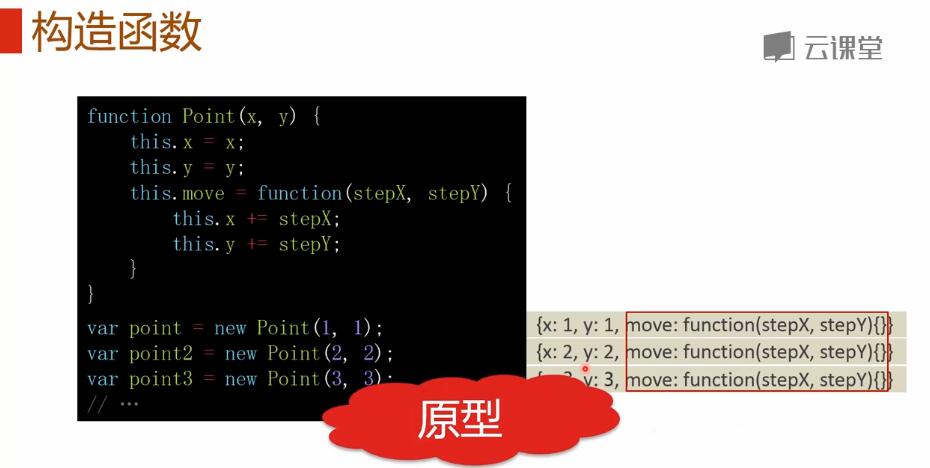 构造函数
云课堂
function Point(x, y) {
this.x = x;
this.y = y;
this.move = function(stepX, stepY) {
this.x += stepX;
this.y += stepY;
}
}
var point = new Point(1, 1);
var point2 = new Point(2, 2);
var point3 = new Point(3, 3);
// …
{x: 1, y: 1, move: function(stepX, stepY){}}
{x: 2, y: 2, move: function(stepX, stepY){}}
y: 3, move: function(stepX, stepY){}}
原型